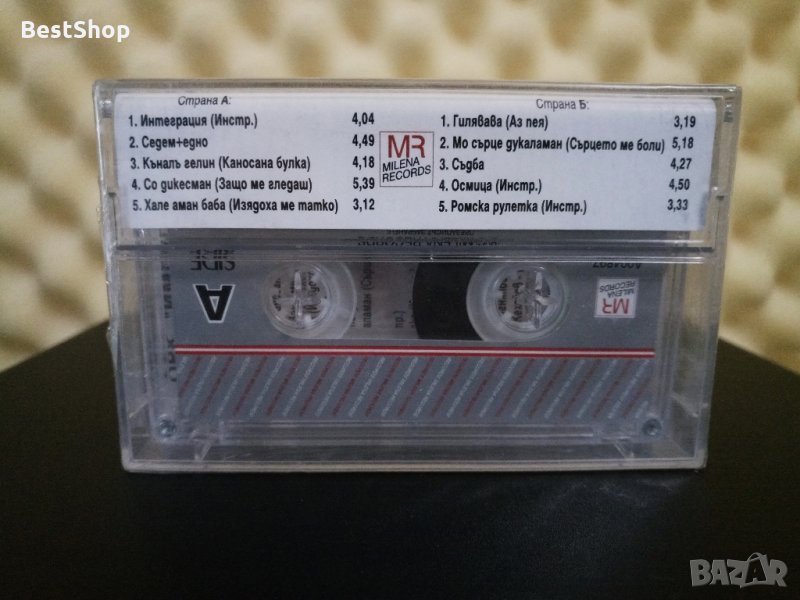 BestShop
Страна А:
1. Интеграция (Инстр.) 4,04
2. Седем+едно 4,49
3. Къналъ гелин (Каносана булка) 4,18
4. Со дикесман (Защо ме гледаш) 5,39
5. Хале аман баба (Изядоха ме татко) 3,12
MR
MILENA
RECORDS
Страна Б:
1. Гилявава (Аз пея) 3,19
2. Мо сърце дукаламан (Сърцето ме боли) 5,18
3. Съдба 4,27
4. Осмица (Инстр.) 4,50
5. Ромска рулетка (Инстр.) 3,33
SIDE
A
MR
MILENA
RECORDS
BAZAR